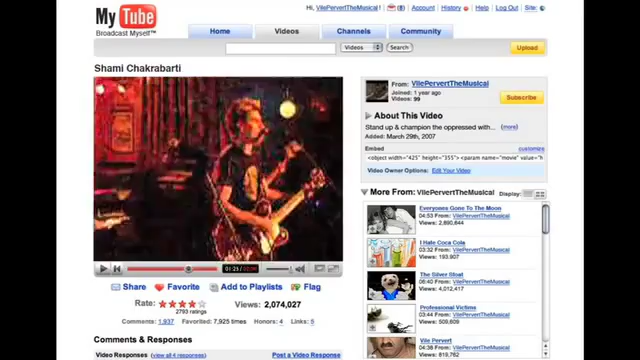 MyTube
Broadcast Myself™
Hi, VilePervertTheMusical! (8) | Account | History | Help | Log Out | Site:
Home Videos Channels Community
Videos Search Upload
Shami Chakrabarti
From: VilePervertTheMusical
Joined: 1 year ago
Videos: 99
Subscribe
About This Video
Stand up & champion the oppressed with... (more)
Added: March 29th, 2007
Embed customize
<object width="425" height="355"><param name="movie" value="h
Video Owner Options: Edit Your Video
More From: VilePervertTheMusical Display:
Everyones Gone To The Moon
04:53 From: VilePervertTheMusical
Views: 2,890,844
I Hate Coca Cola
03:32 From: VilePervertTheMusical
Views: 193,907
The Silver Stoat
06:40 From: VilePervertTheMusical
Views: 4,012,417
Professional Victims
03:44 From: VilePervertTheMusical
Views: 509,609
Vile Pervert
04:38 From: VilePervertTheMusical
Views: 819,762
01:25 /
Share Favorite Add to Playlists Flag
Rate: 2793 ratings Views: 2,074,027
Comments: 1,937 Favorited: 7,925 times Honors: 4 Links: 5
Comments & Responses
Video Responses (view all 4 responses) Post a Video Response